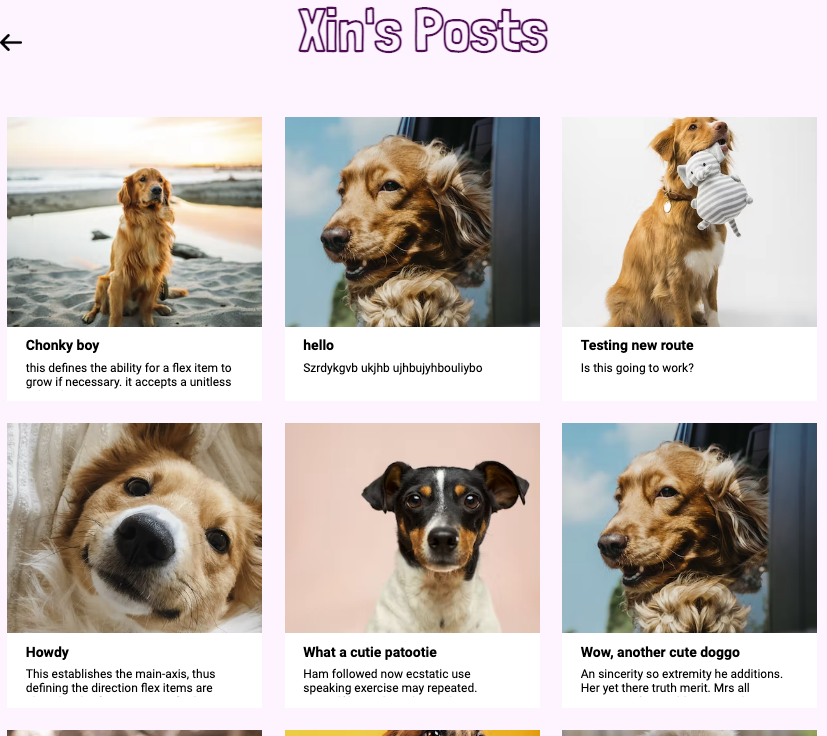 Xin's Posts
Chonky boy
this defines the ability for a flex item to
grow if necessary. it accepts a unitless
hello
Szrdykgvb ukjhb ujhbujyhbouliybo
Testing new route
Is this going to work?
Howdy
This establishes the main-axis, thus
defining the direction flex items are
What a cutie patootie
Ham followed now ecstatic use
speaking exercise may repeated.
Wow, another cute doggo
An sincerity so extremity he additions.
Her yet there truth merit. Mrs all